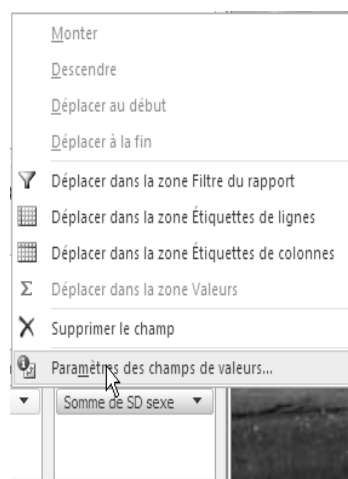 Monter
Descendre
Déplacer au début
Déplacer à la fin
Déplacer dans la zone Filtre du rapport
Déplacer dans la zone Étiquettes de lignes
Déplacer dans la zone Étiquettes de colonnes
Σ Déplacer dans la zone Valeurs
Supprimer le champ
Paramètres des champs de valeurs...
Somme de SD sexe